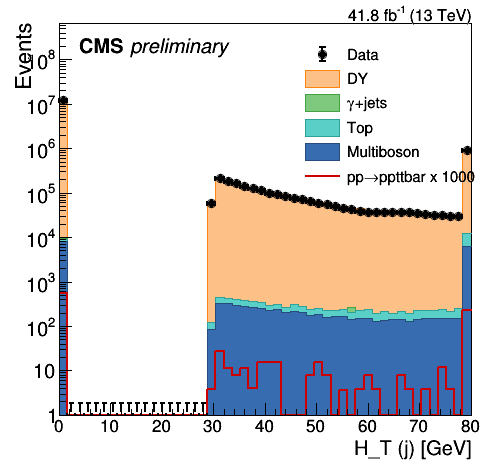 41.8 fb⁻¹ (13 TeV)
CMS preliminary
Events
Data
DY
γ+jets
Top
Multiboson
pp→ppttbar x 1000
10⁸
10⁷
10⁶
10⁵
10⁴
10³
10²
10
1
0 10 20 30 40 50 60 70 80
H_T (j) [GeV]